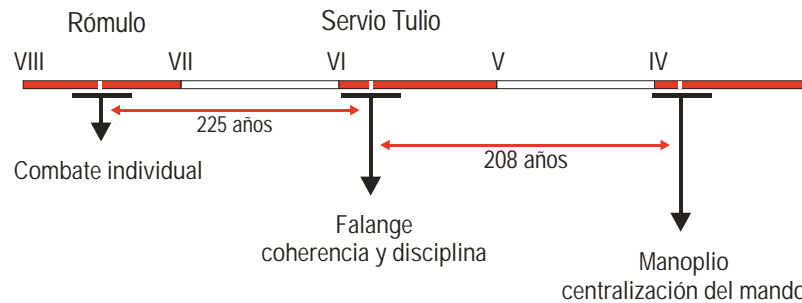 Rómulo
Servio Tulio
VIII
VII
VI
V
IV
225 años
208 años
Combate individual
Falange
coherencia y disciplina
Manoplio
centralización del mando